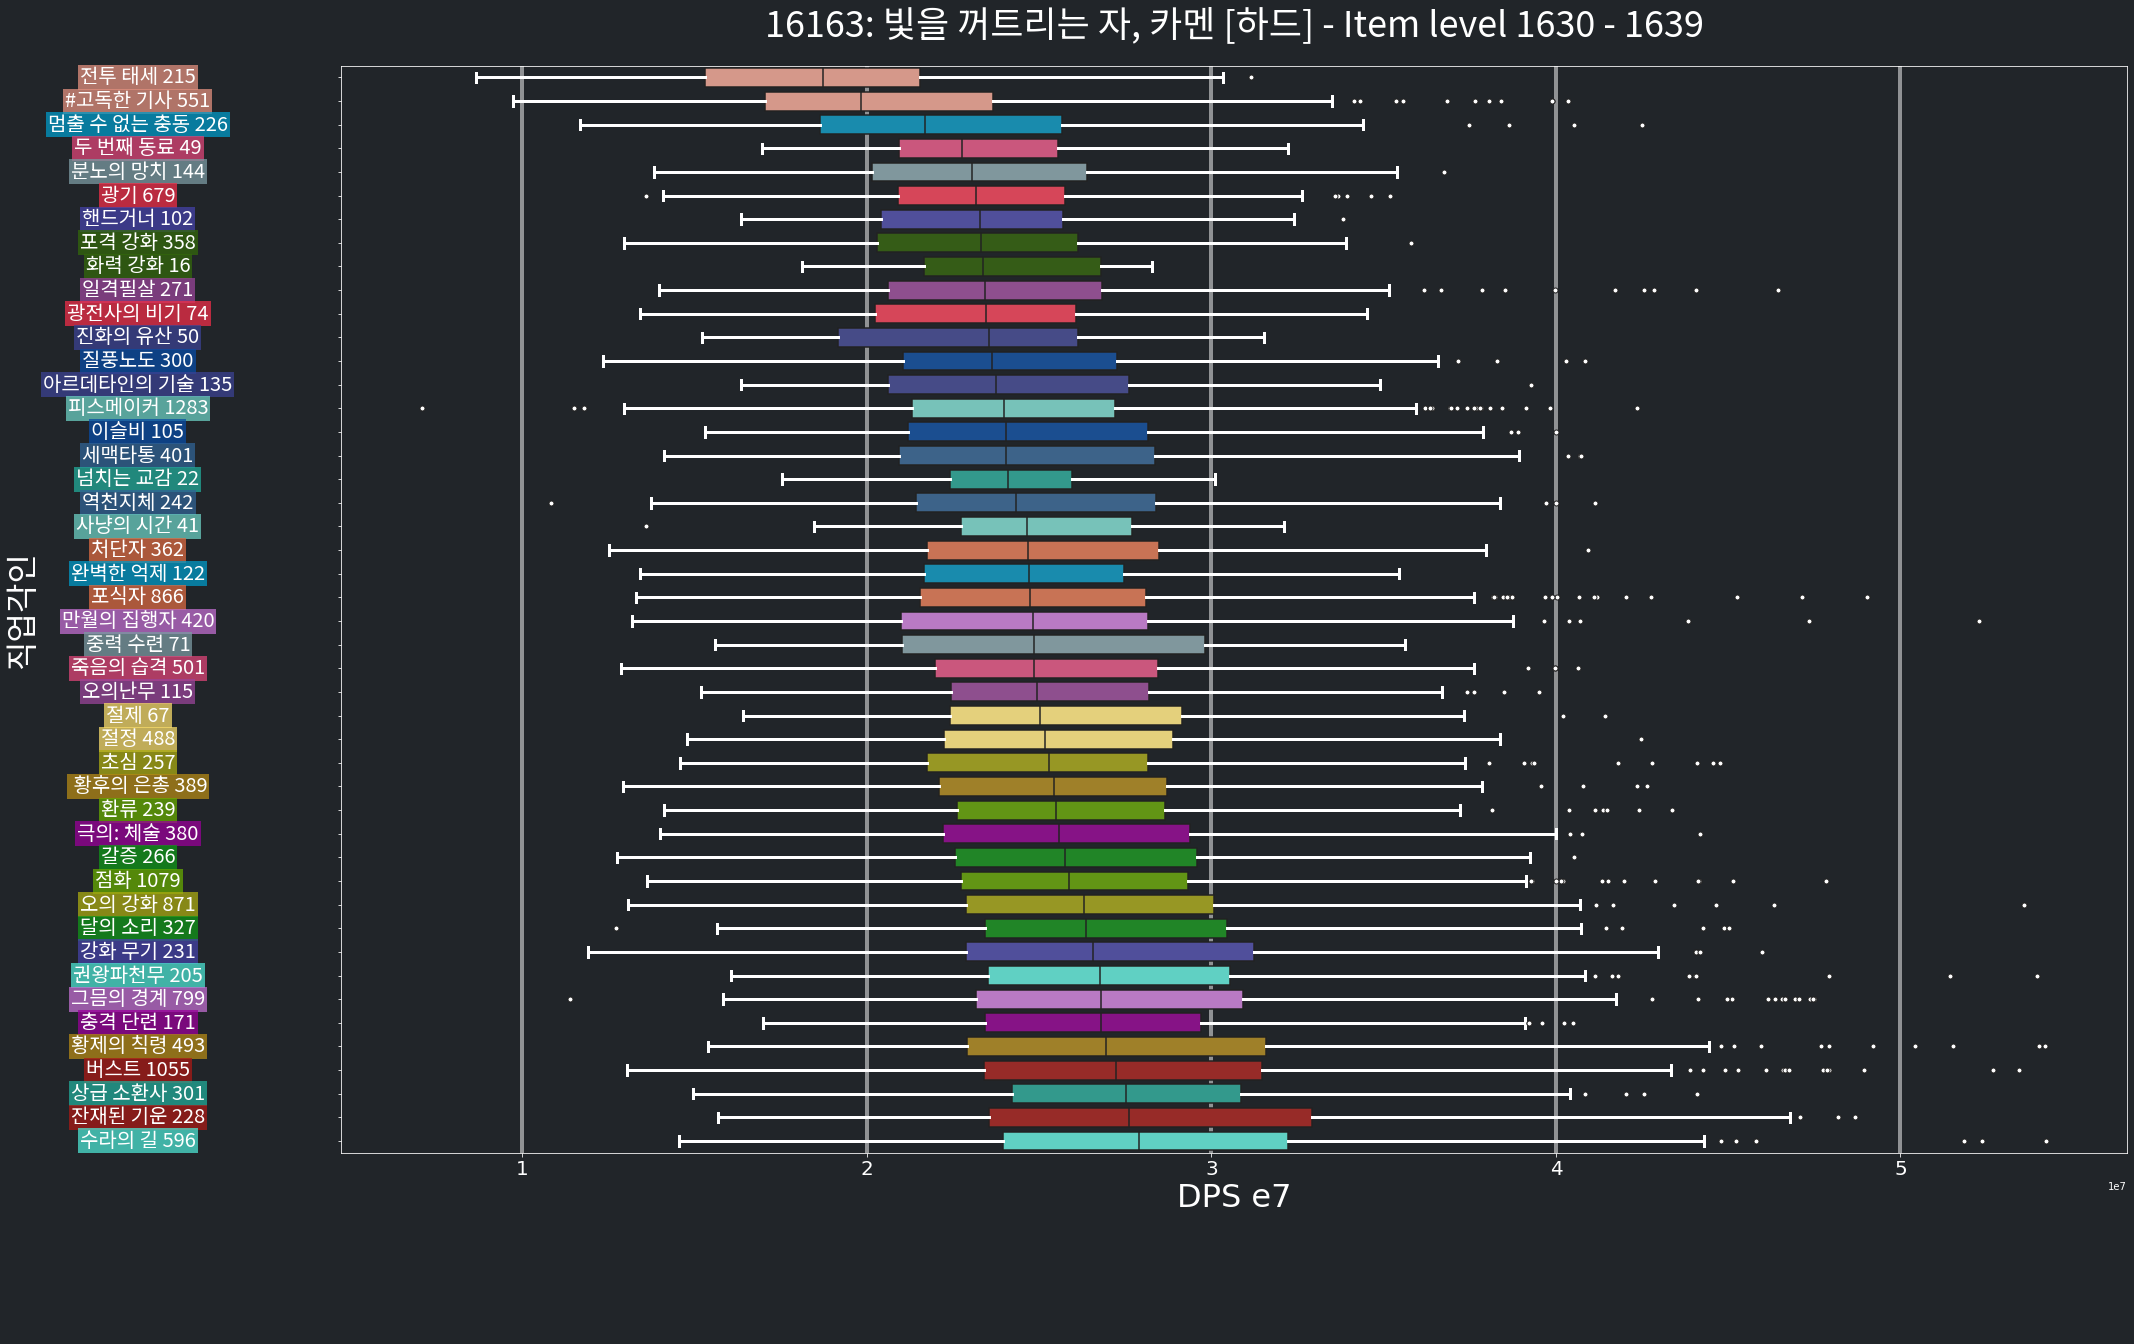 16163: 빛을 꺼트리는 자, 카멘 [하드] - Item level 1630 - 1639
전투 태세 215
#고독한 기사 551
멈출 수 없는 충동 226
두 번째 동료 49
분노의 망치 144
광기 679
핸드거너 102
포격 강화 358
화력 강화 16
일격필살 271
광전사의 비기 74
진화의 유산 50
질풍노도 300
아르데타인의 기술 135
피스메이커 1283
이슬비 105
세맥타통 401
넘치는 교감 22
역천지체 242
사냥의 시간 41
처단자 362
완벽한 억제 122
포식자 866
만월의 집행자 420
중력 수련 71
죽음의 습격 501
오의난무 115
절제 67
절정 488
초심 257
황후의 은총 389
환류 239
극의: 체술 380
갈증 266
점화 1079
오의 강화 871
달의 소리 327
강화 무기 231
권왕파천무 205
그믐의 경계 799
충격 단련 171
황제의 칙령 493
버스트 1055
상급 소환사 301
잔재된 기운 228
수라의 길 596
직업각인
1 2 3 4 5
DPS e7
1e7